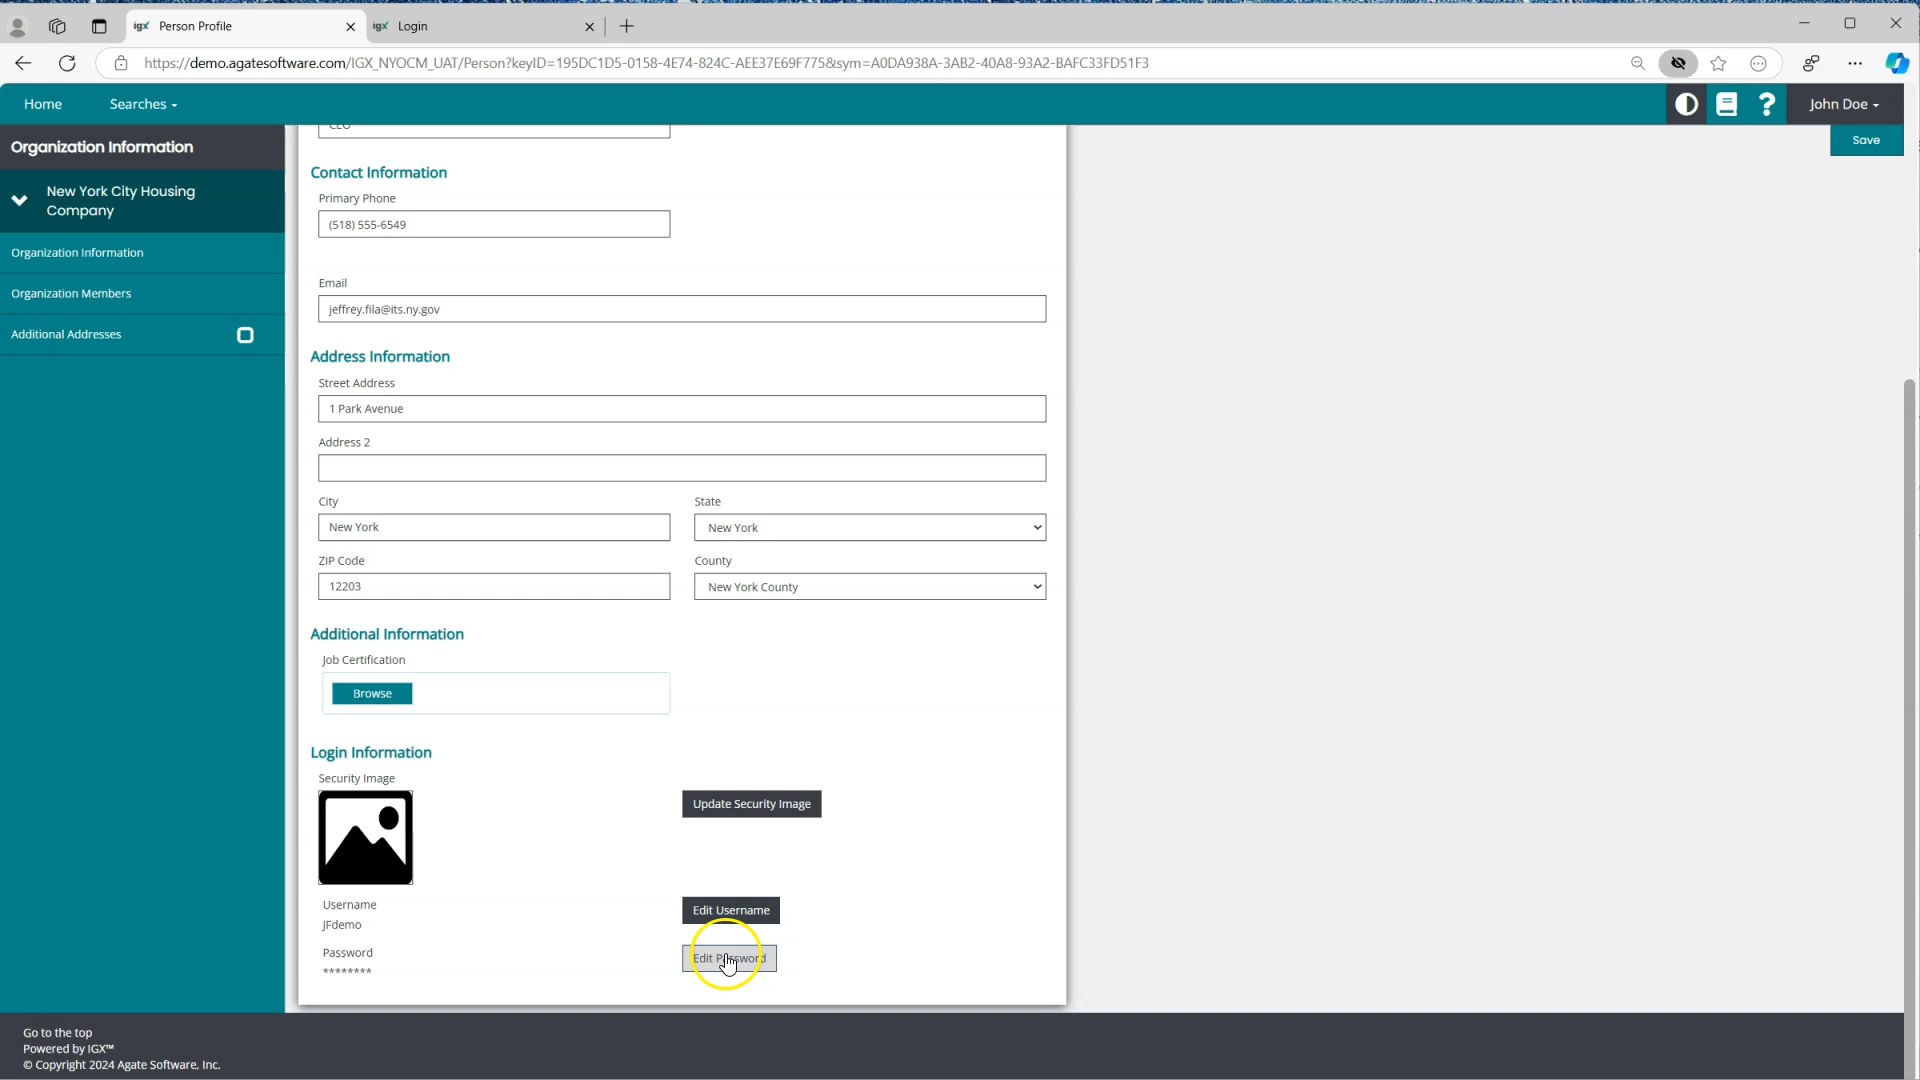 igx Person Profile
igx Login
https://demo.agatesoftware.com/IGX_NYOCM_UAT/Person?keyID=195DC1D5-0158-4E74-824C-AEE37E69F775&sym=A0DA938A-3AB2-40A8-93A2-BAFC33FD51F3
Home
Searches
?
John Doe
Organization Information
Save
New York City Housing
Company
Organization Information
Organization Members
Additional Addresses
CEO
Contact Information
Primary Phone
(518) 555-6549
Email
jeffrey.fila@its.ny.gov
Address Information
Street Address
1 Park Avenue
Address 2
City
State
New York
New York
ZIP Code
County
12203
New York County
Additional Information
Job Certification
Browse
Login Information
Security Image
Update Security Image
Username
JFdemo
Edit Username
Password
********
Edit Password
Go to the top
Powered by IGX™
© Copyright 2024 Agate Software, Inc.